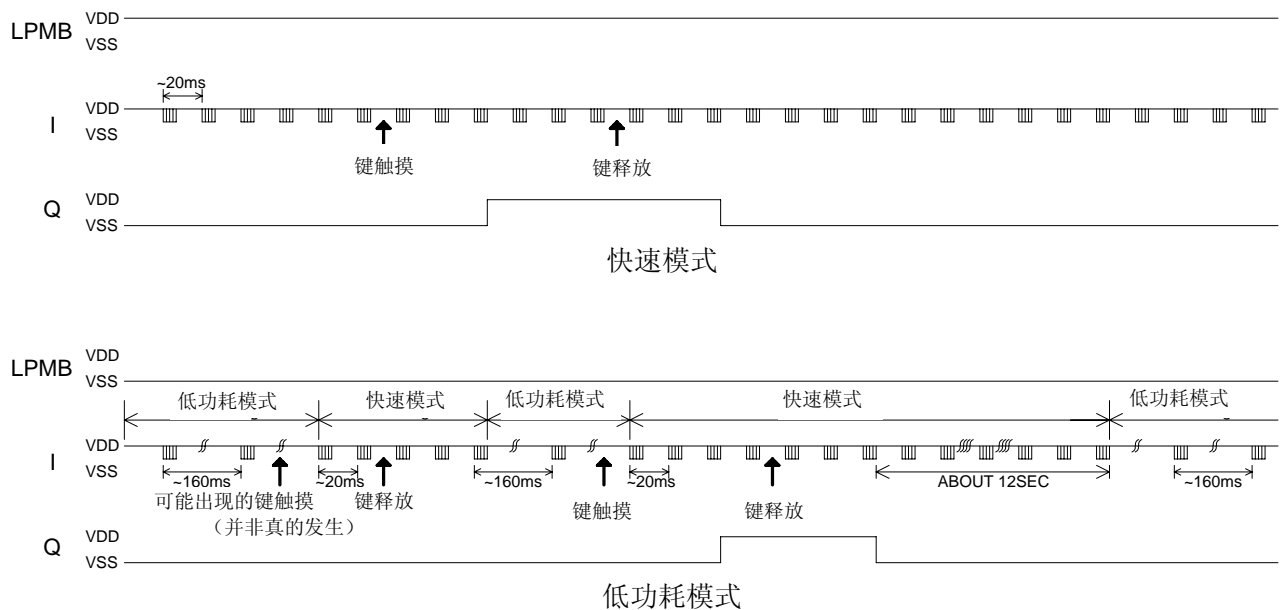 LPMB
VDD
VSS
~20ms
I
VDD
VSS
键触摸
键释放
Q
VDD
VSS
快速模式
LPMB
VDD
VSS
低功耗模式
快速模式
低功耗模式
快速模式
低功耗模式
I
VDD
VSS
~160ms
~20ms
~160ms
~20ms
ABOUT 12SEC
~160ms
可能出现的键触摸
(并非真的发生)
键释放
键触摸
键释放
Q
VDD
VSS
低功耗模式